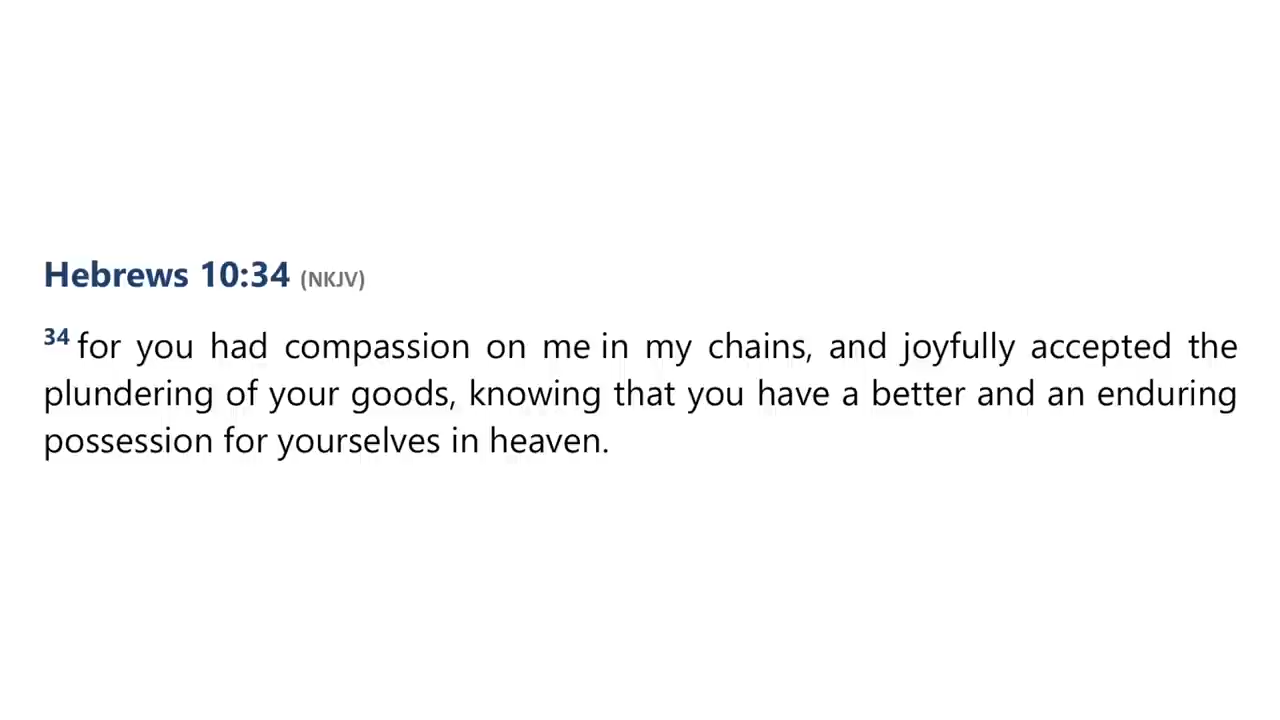 Hebrews 10:34 (NKJV)
34 for you had compassion on me in my chains, and joyfully accepted the
plundering of your goods, knowing that you have a better and an enduring
possession for yourselves in heaven.